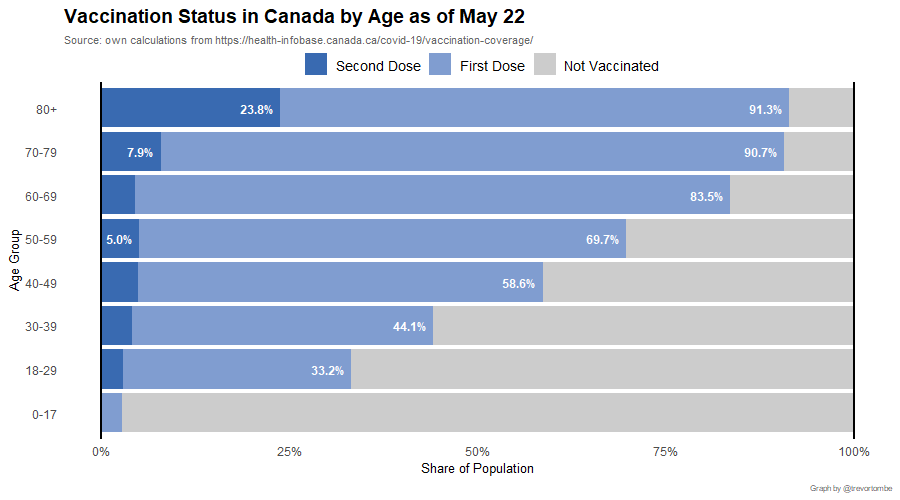 Vaccination Status in Canada by Age as of May 22
Source: own calculations from https://health-infobase.canada.ca/covid-19/vaccination-coverage/
Second Dose First Dose Not Vaccinated
80+ 23.8% 91.3%
70-79 7.9% 90.7%
60-69 83.5%
50-59 5.0% 69.7%
Age Group
40-49 58.6%
30-39 44.1%
18-29 33.2%
0-17
0% 25% 50% 75% 100%
Share of Population
Graph by @trevortombe